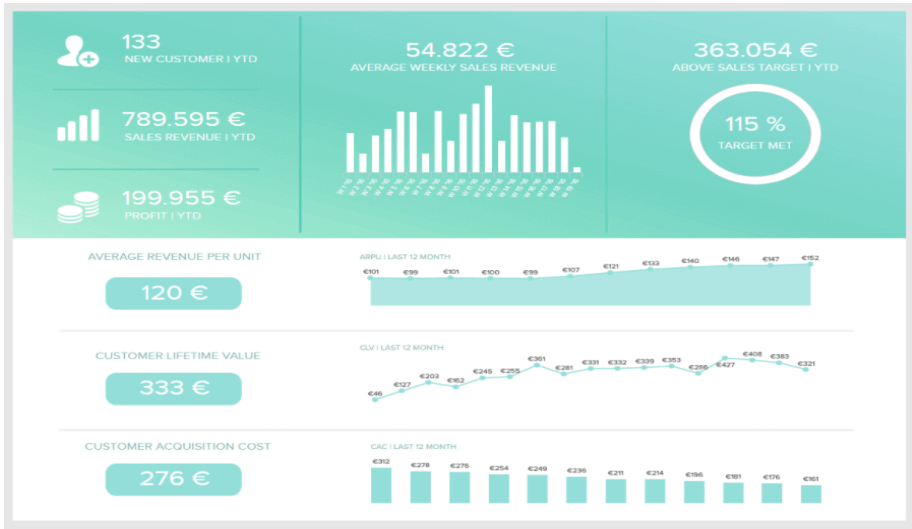 133
NEW CUSTOMER | YTD
789.595 €
SALES REVENUE | YTD
199.955 €
PROFIT | YTD
54.822 €
AVERAGE WEEKLY SALES REVENUE
363.054 €
ABOVE SALES TARGET | YTD
115 %
TARGET MET
AVERAGE REVENUE PER UNIT
120 €
ARPU | LAST 12 MONTH
€101 €99 €101 €100 €99 €107 €121 €133 €140 €146 €147 €152
CUSTOMER LIFETIME VALUE
333 €
CLV | LAST 12 MONTH
€46 €127 €203 €162 €245 €255 €361 €281 €331 €332 €339 €353 €286 €427 €408 €383 €321
CUSTOMER ACQUISITION COST
276 €
CAC | LAST 12 MONTH
€312 €278 €254 €249 €236 €211 €214 €196 €181 €176 €161